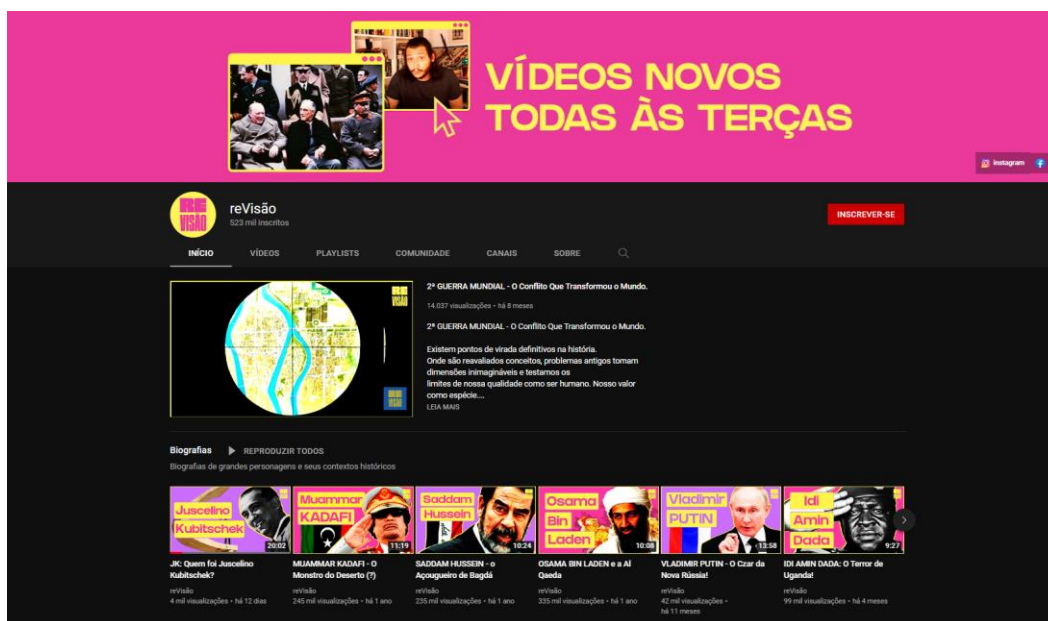 VÍDEOS NOVOS
TODAS ÀS TERÇAS
instagram
RE
VISÃO
reVisão
523 mil inscritos
INSCREVER-SE
INÍCIO VÍDEOS PLAYLISTS COMUNIDADE CANAIS SOBRE
RE
VISÃO
2ª GUERRA MUNDIAL - O Conflito Que Transformou o Mundo.
14.037 visualizações • há 8 meses
2ª GUERRA MUNDIAL - O Conflito Que Transformou o Mundo.
Existem pontos de virada definitivos na história.
Onde são reavaliados conceitos, problemas antigos tomam
dimensões inimagináveis e testamos os
limites de nossa qualidade como ser humano. Nosso valor
como espécie....
LEIA MAIS
Biografias REPRODUZIR TODOS
Biografias de grandes personagens e seus contextos históricos
Juscelino
Kubitschek
20:02
JK: Quem foi Juscelino
Kubitschek?
reVisão
4 mil visualizações • há 12 dias
Muammar
KADAFI
11:19
MUAMMAR KADAFI - O
Monstro do Deserto (?)
reVisão
245 mil visualizações • há 1 ano
Saddam
Hussein
10:24
SADDAM HUSSEIN - o
Açougueiro de Bagdá
reVisão
235 mil visualizações • há 1 ano
Osama
Bin
Laden
10:08
OSAMA BIN LADEN e a Al
Qaeda
reVisão
335 mil visualizações • há 1 ano
Vladimir
PUTIN
13:58
VLADIMIR PUTIN - O Czar da
Nova Rússia!
reVisão
42 mil visualizações •
há 11 meses
Idi
Amin
Dada
9:27
IDI AMIN DADA: O Terror de
Uganda!
reVisão
99 mil visualizações • há 4 meses